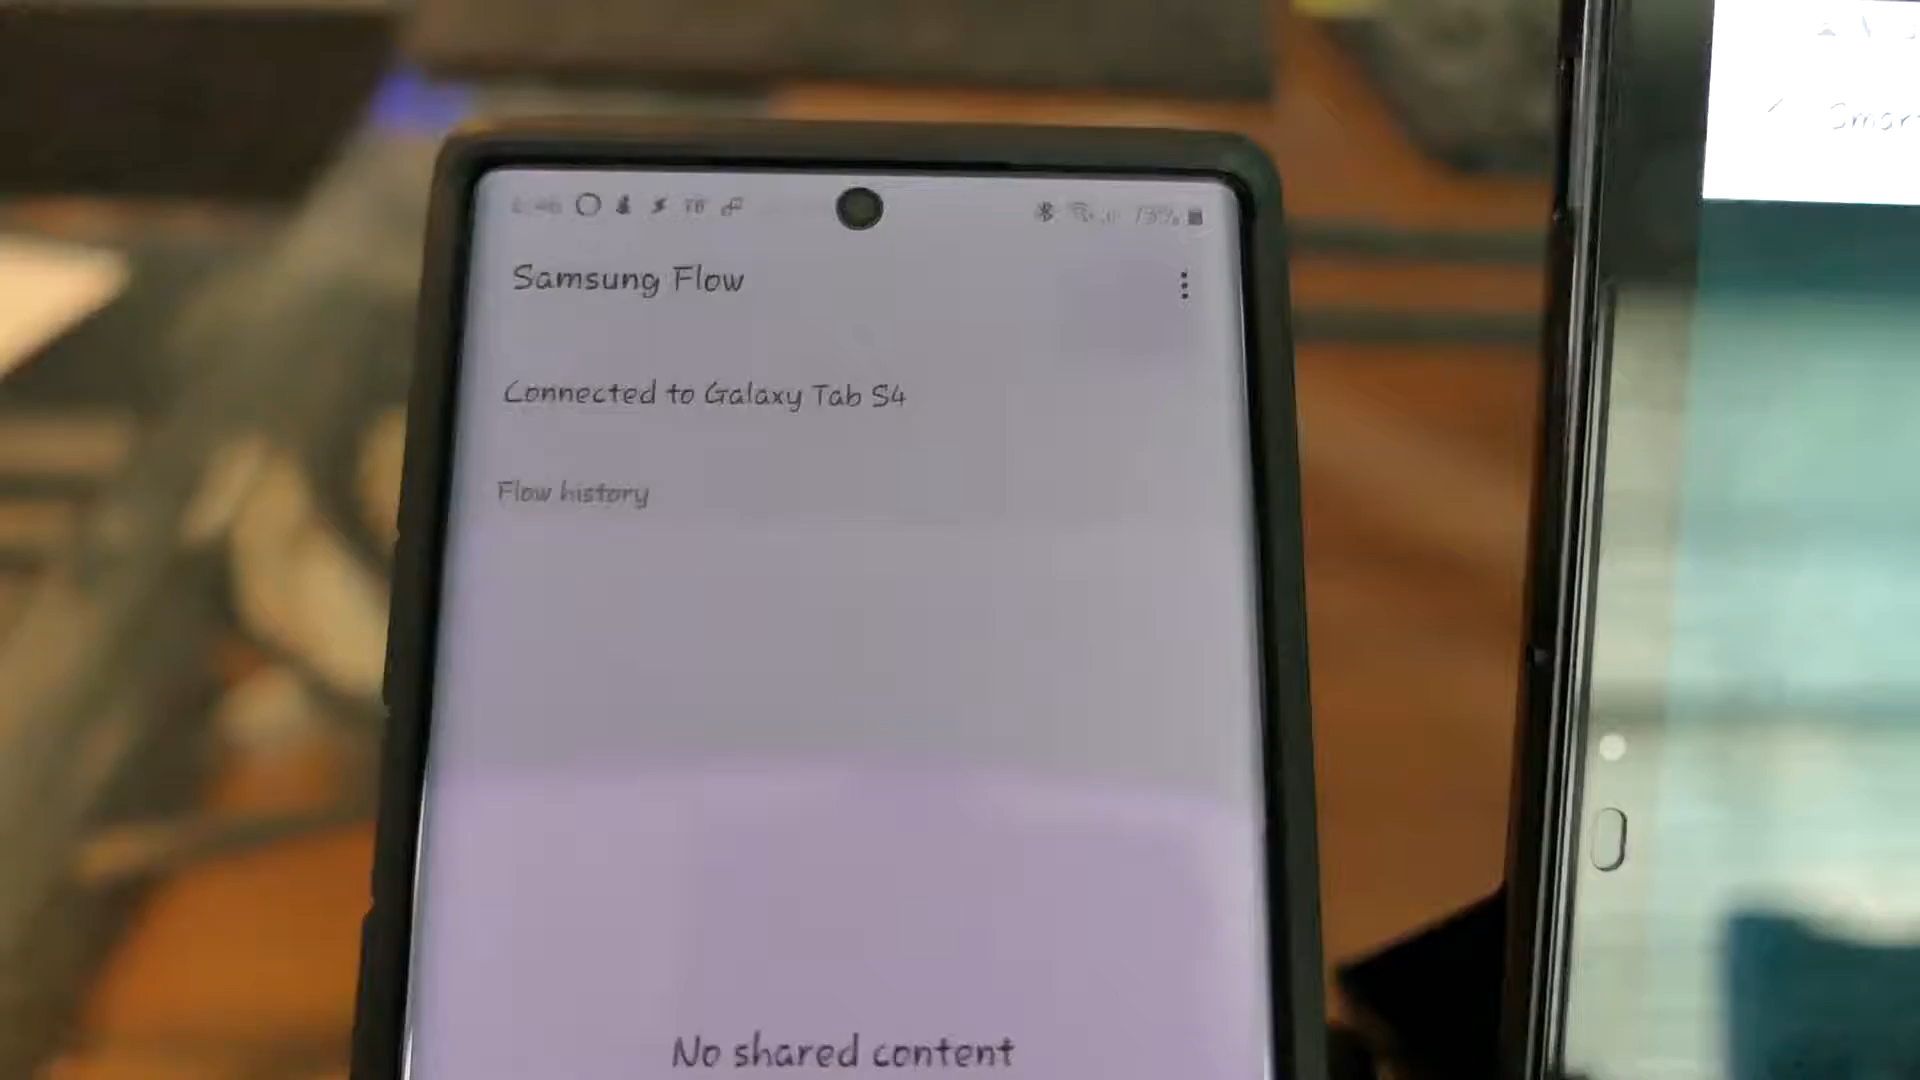 Samsung Flow
Connected to Galaxy Tab S4
Flow history
No shared content